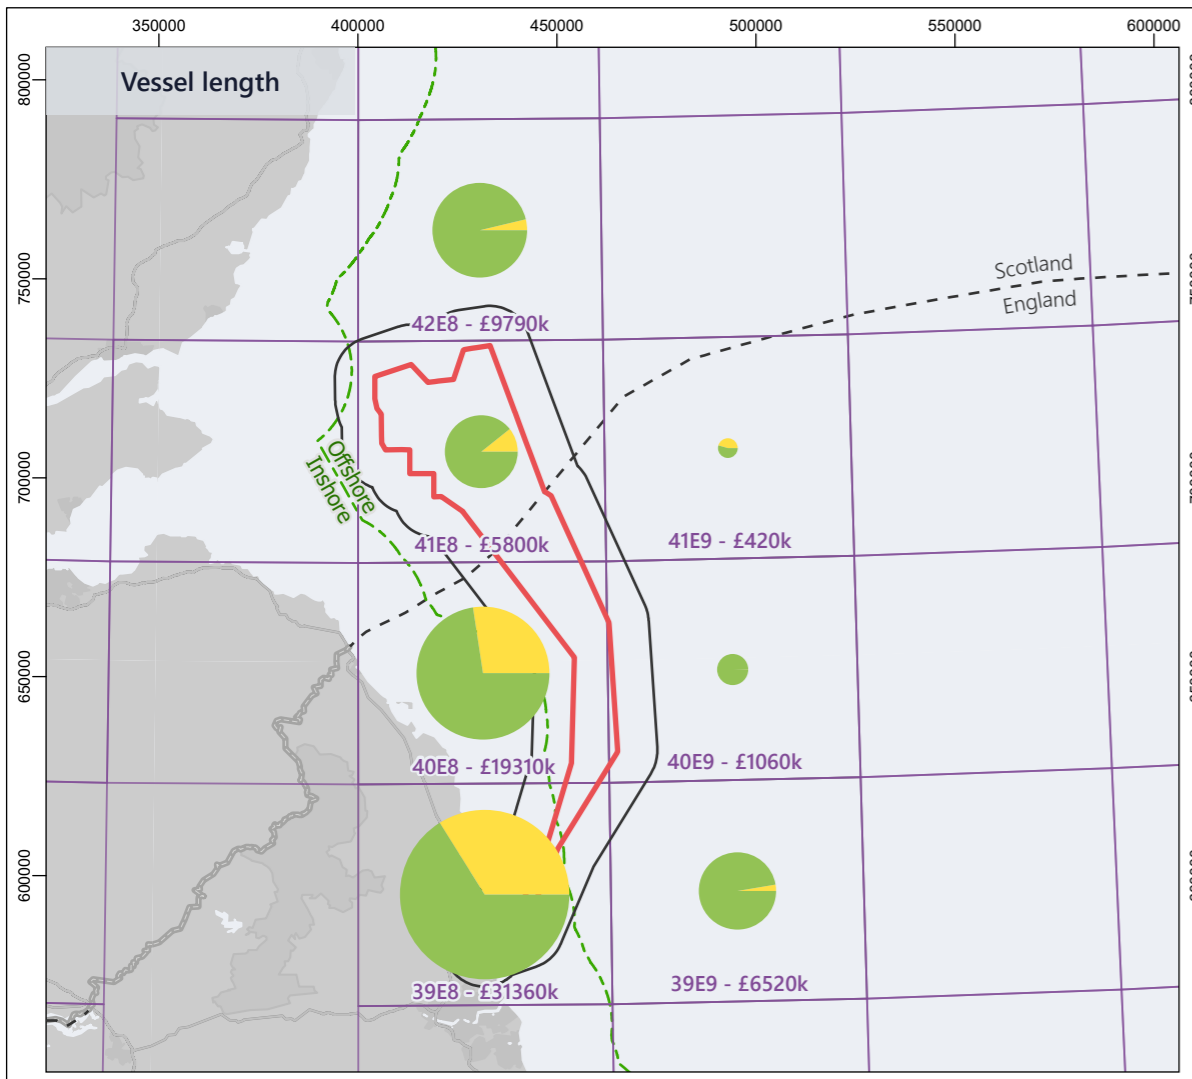 350000 400000 450000 500000 550000 600000
800000
Vessel length
750000
Scotland
England
42E8 - £9790k
700000
Offshore
Inshore
41E8 - £5800k
41E9 - £420k
650000
40E8 - £19310k
40E9 - £1060k
600000
39E8 - £31360k
39E9 - £6520k